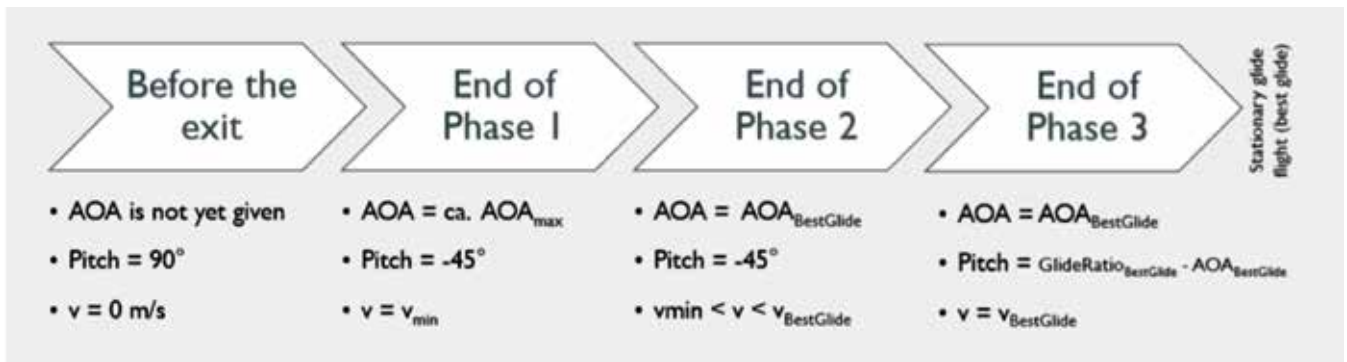 Before the
exit
End of
Phase 1
End of
Phase 2
End of
Phase 3
Stationary glide
flight (best glide)
• AOA is not yet given
• Pitch = 90°
• v = 0 m/s
• AOA = ca. AOAmax
• Pitch = -45°
• v = vmin
• AOA = AOABestGlide
• Pitch = -45°
• vmin < v < vBestGlide
• AOA = AOABestGlide
• Pitch = GlideRatioBestGlide - AOABestGlide
• v = vBestGlide